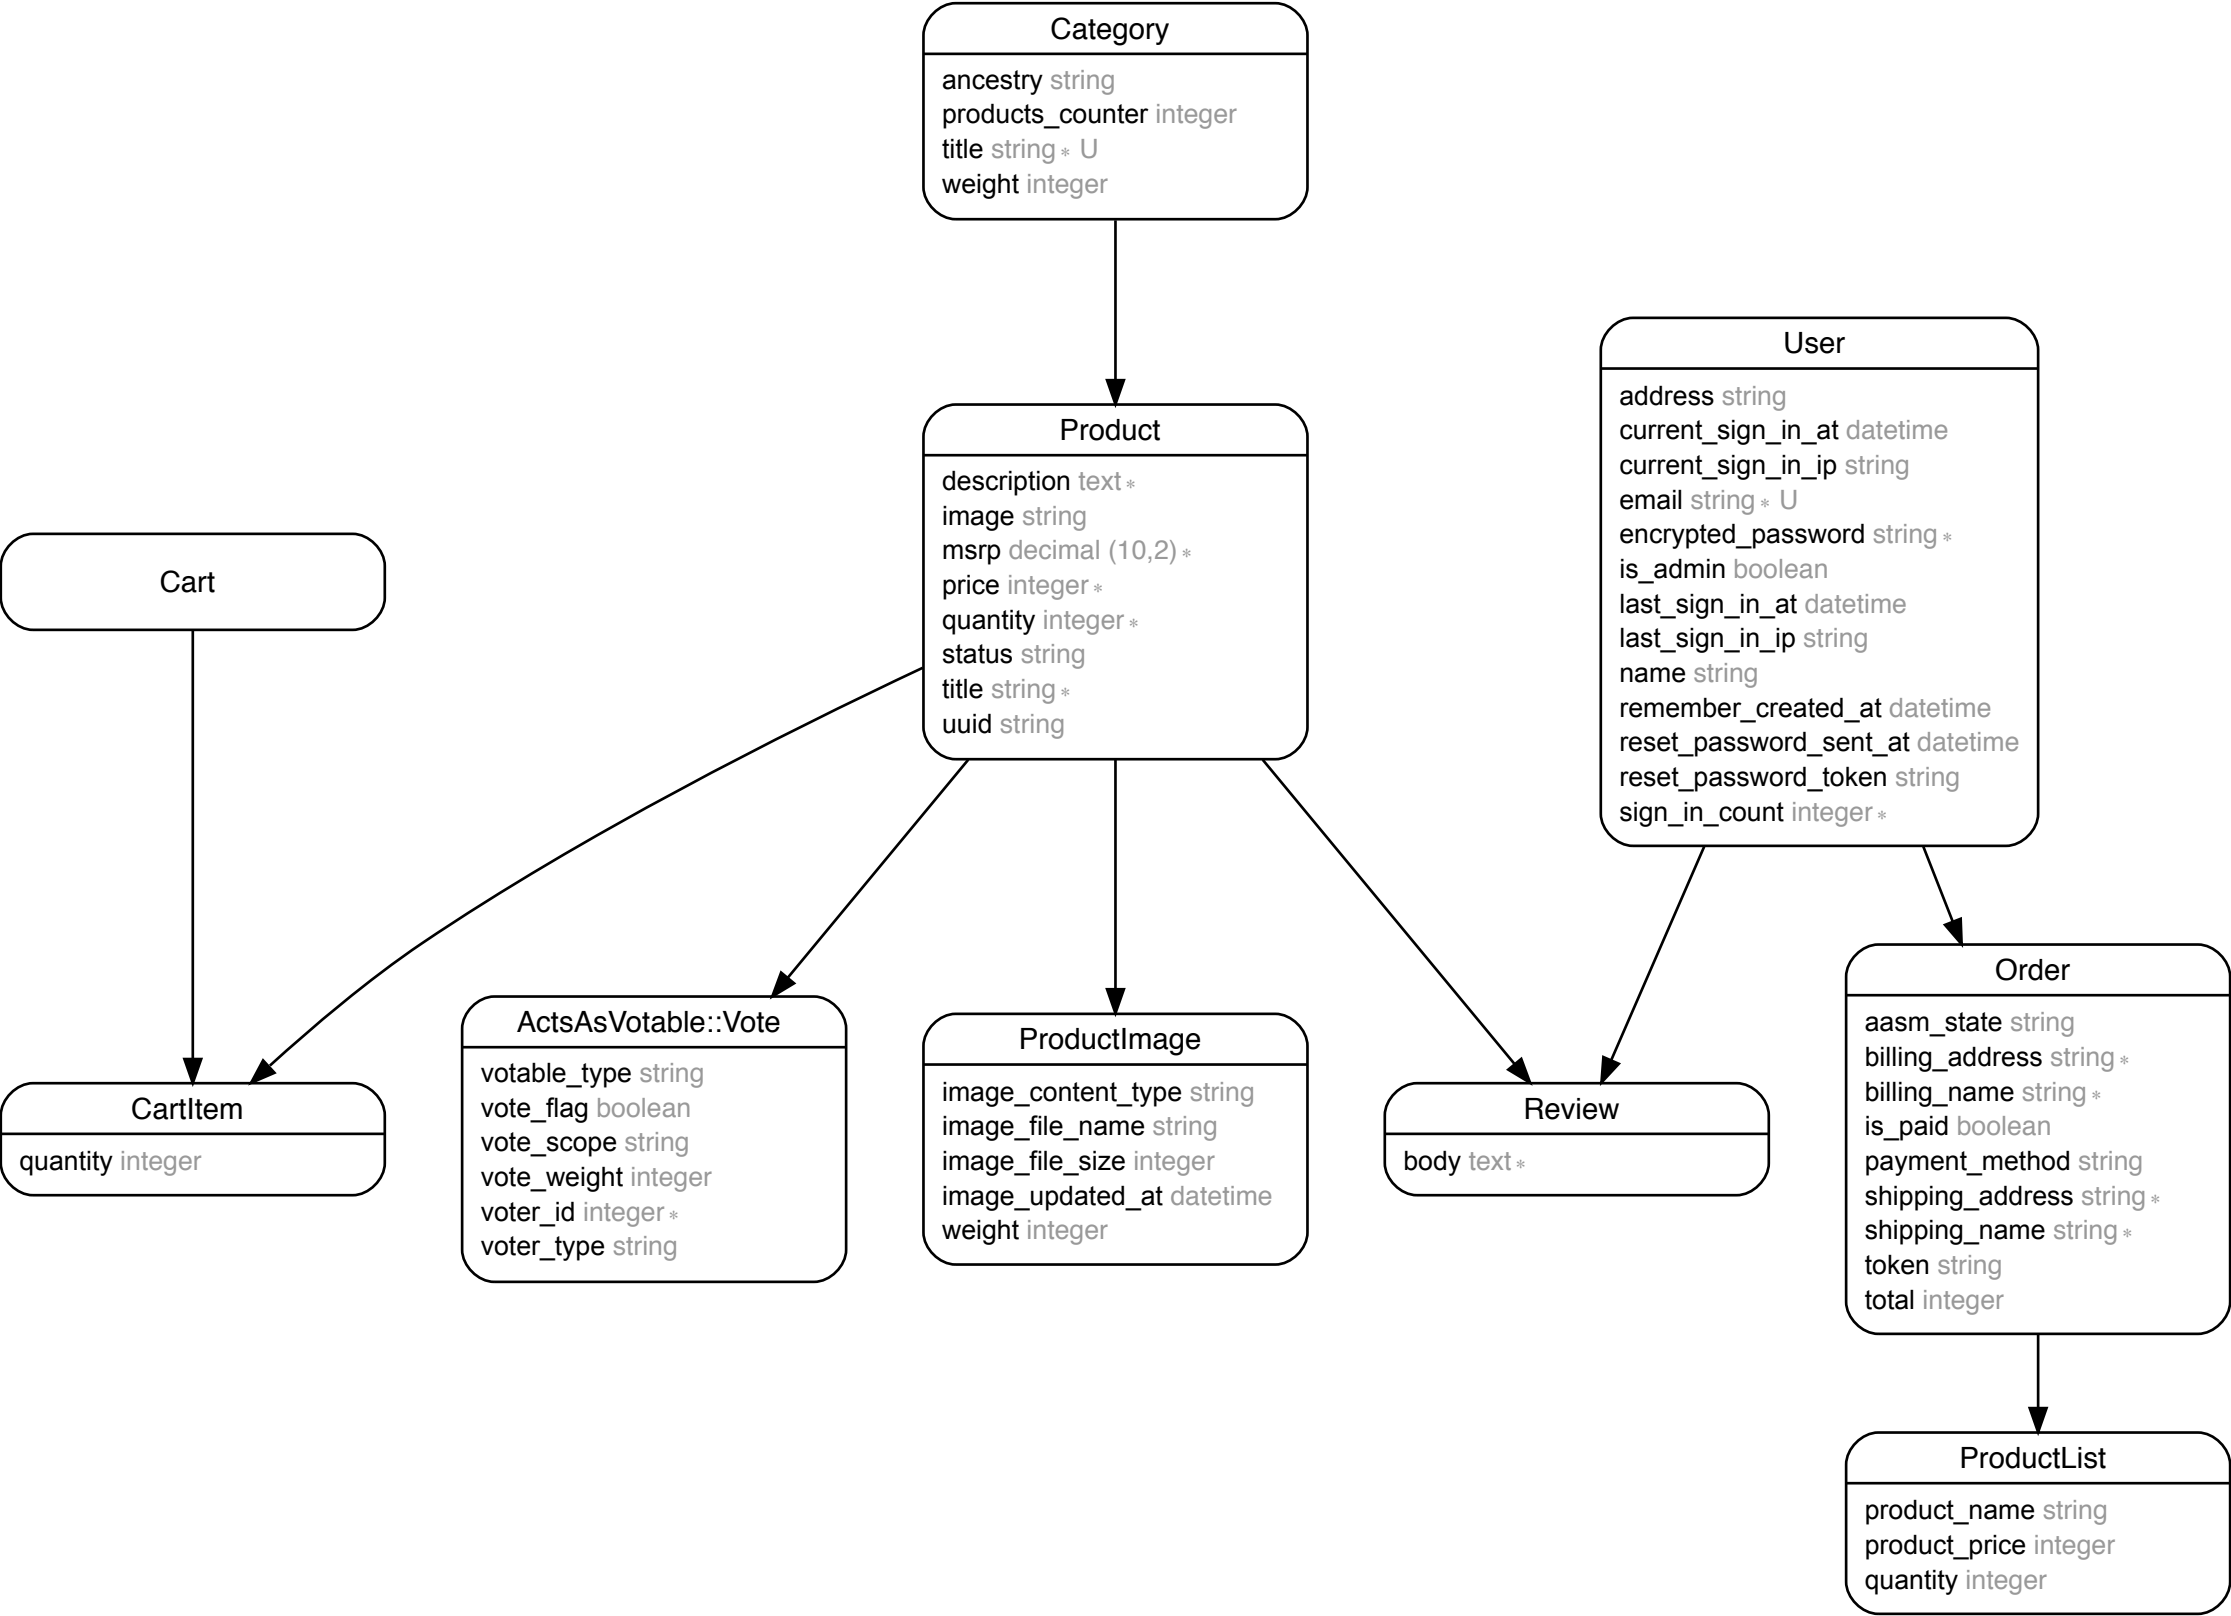 Category
ancestry string
products_counter integer
title string * U
weight integer
User
address string
current_sign_in_at datetime
current_sign_in_ip string
email string * U
encrypted_password string *
is_admin boolean
last_sign_in_at datetime
last_sign_in_ip string
name string
remember_created_at datetime
reset_password_sent_at datetime
reset_password_token string
sign_in_count integer *
Product
description text *
image string
msrp decimal (10,2) *
price integer *
quantity integer *
status string
title string *
uuid string
Cart
CartItem
quantity integer
ActsAsVotable::Vote
votable_type string
vote_flag boolean
vote_scope string
vote_weight integer
voter_id integer *
voter_type string
ProductImage
image_content_type string
image_file_name string
image_file_size integer
image_updated_at datetime
weight integer
Review
body text *
Order
aasm_state string
billing_address string *
billing_name string *
is_paid boolean
payment_method string
shipping_address string *
shipping_name string *
token string
total integer
ProductList
product_name string
product_price integer
quantity integer